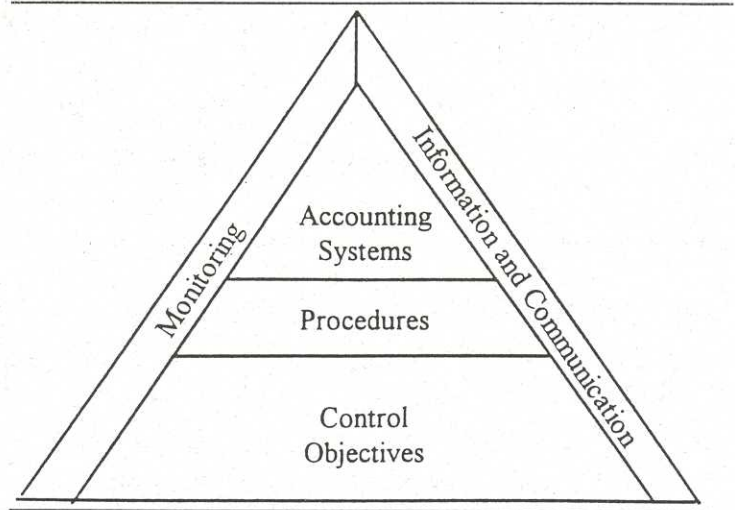 Monitoring
Information and Communication
Accounting
Systems
Procedures
Control
Objectives